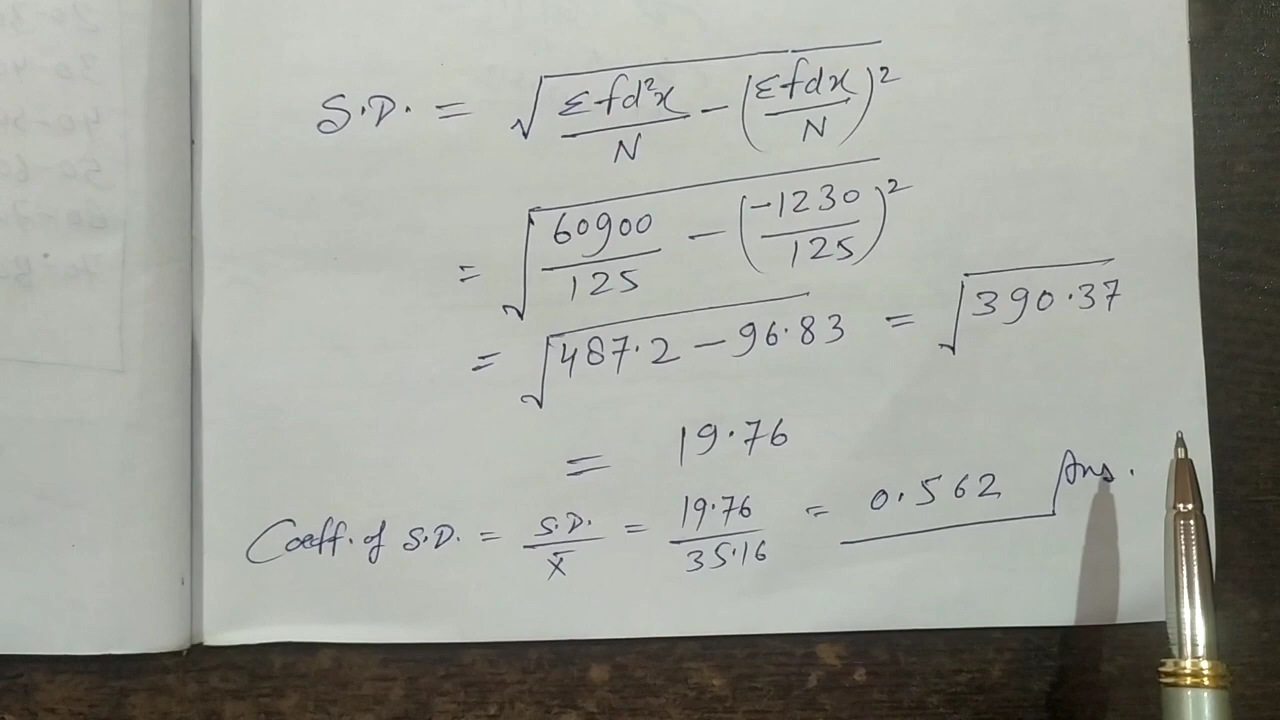 S.D. = √(Σfd²x/N − (Σfdx/N)²)
= √(60900/125 − (−1230/125)²)
= √487.2 − 96.83 = √390.37
= 19.76
Coeff. of S.D. = S.D./X̄ = 19.76/35.16 = 0.562 Ans.